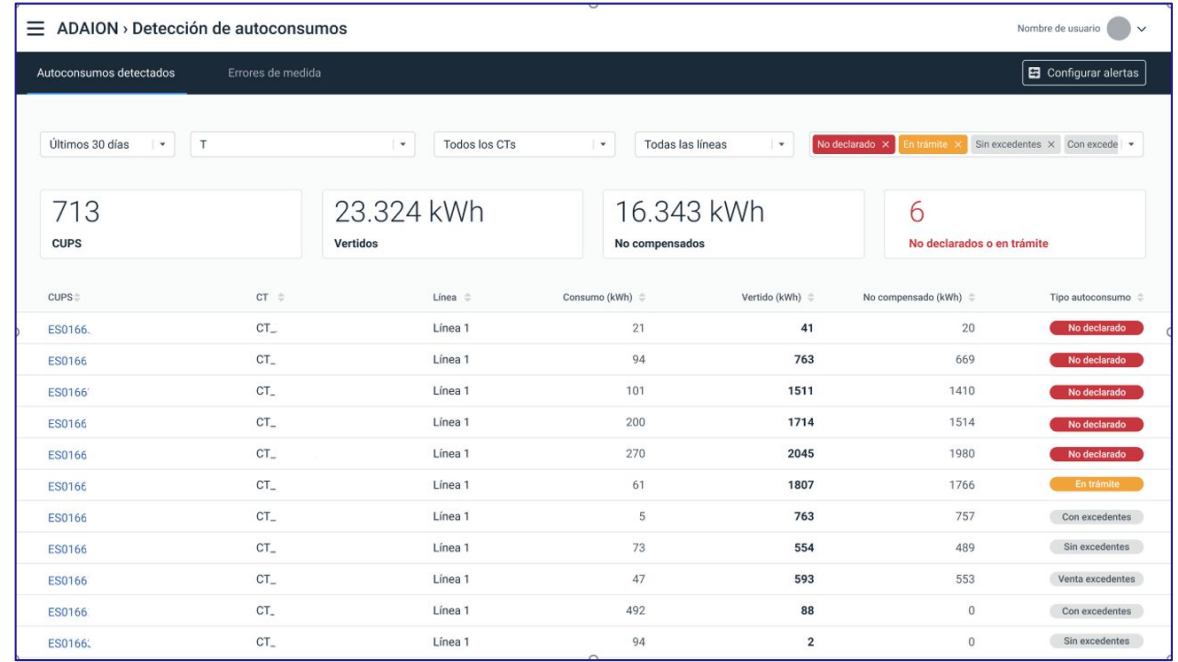 ADAION › Detección de autoconsumos
Nombre de usuario
Autoconsumos detectados Errores de medida Configurar alertas
Últimos 30 días T Todos los CTs Todas las líneas No declarado × En trámite × Sin excedentes × Con excede
713 23.324 kWh 16.343 kWh 6
CUPS Vertidos No compensados No declarados o en trámite
CUPS CT Línea Consumo (kWh) Vertido (kWh) No compensado (kWh) Tipo autoconsumo
ES0166. CT_ Línea 1 21 41 20 No declarado
ES0166 CT_ Línea 1 94 763 669 No declarado
ES0166 CT_ Línea 1 101 1511 1410 No declarado
ES0166 CT_ Línea 1 200 1714 1514 No declarado
ES0166 CT_ Línea 1 270 2045 1980 No declarado
ES0166 CT_ Línea 1 61 1807 1766 En trámite
ES0166 CT_ Línea 1 5 763 757 Con excedentes
ES0166 CT_ Línea 1 73 554 489 Sin excedentes
ES0166 CT_ Línea 1 47 593 553 Venta excedentes
ES0166 CT_ Línea 1 492 88 0 Con excedentes
ES0166 CT_ Línea 1 94 2 0 Sin excedentes